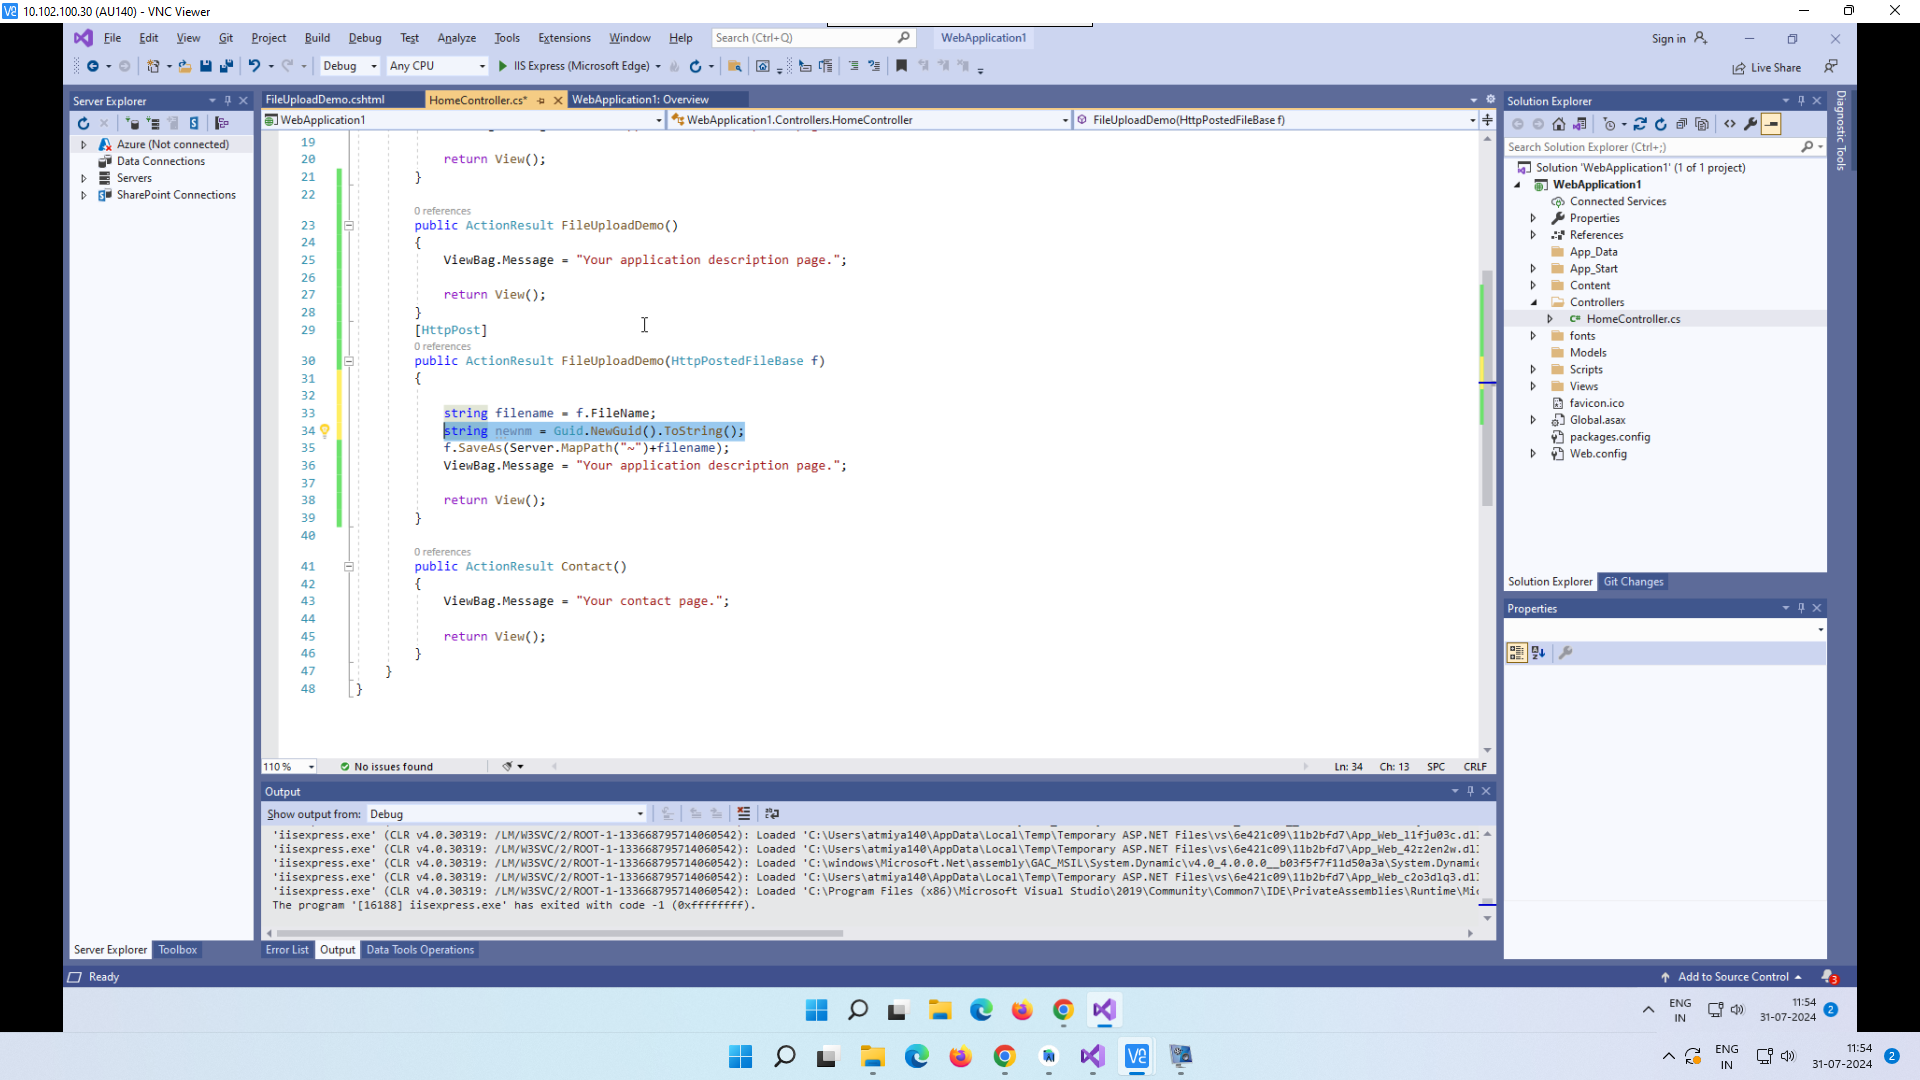 10.102.100.30 (AU140) - VNC Viewer
File Edit View Git Project Build Debug Test Analyze Tools Extensions Window Help Search (Ctrl+Q) WebApplication1 Sign in
Debug Any CPU IIS Express (Microsoft Edge) Live Share
Server Explorer
Azure (Not connected)
Data Connections
Servers
SharePoint Connections
Server Explorer Toolbox
FileUploadDemo.cshtml HomeController.cs* WebApplication1: Overview
WebApplication1 WebApplication1.Controllers.HomeController FileUploadDemo(HttpPostedFileBase f)
19
20 return View();
21 }
22
0 references
23 public ActionResult FileUploadDemo()
24 {
25 ViewBag.Message = "Your application description page.";
26
27 return View();
28 }
29 [HttpPost]
0 references
30 public ActionResult FileUploadDemo(HttpPostedFileBase f)
31 {
32
33 string filename = f.FileName;
34 string newnm = Guid.NewGuid().ToString();
35 f.SaveAs(Server.MapPath("~")+filename);
36 ViewBag.Message = "Your application description page.";
37
38 return View();
39 }
40
0 references
41 public ActionResult Contact()
42 {
43 ViewBag.Message = "Your contact page.";
44
45 return View();
46 }
47 }
48 }
110 % No issues found Ln: 34 Ch: 13 SPC CRLF
Output
Show output from: Debug
'iisexpress.exe' (CLR v4.0.30319: /LM/W3SVC/2/ROOT-1-133668795714060542): Loaded 'C:\Users\atmiya140\AppData\Local\Temp\Temporary ASP.NET Files\vs\6e421c09\11b2bfd7\App_Web_l1fju03c.dll
'iisexpress.exe' (CLR v4.0.30319: /LM/W3SVC/2/ROOT-1-133668795714060542): Loaded 'C:\Users\atmiya140\AppData\Local\Temp\Temporary ASP.NET Files\vs\6e421c09\11b2bfd7\App_Web_42z2en2w.dll
'iisexpress.exe' (CLR v4.0.30319: /LM/W3SVC/2/ROOT-1-133668795714060542): Loaded 'C:\windows\Microsoft.Net\assembly\GAC_MSIL\System.Dynamic\v4.0_4.0.0.0__b03f5f7f11d50a3a\System.Dynamic
'iisexpress.exe' (CLR v4.0.30319: /LM/W3SVC/2/ROOT-1-133668795714060542): Loaded 'C:\Users\atmiya140\AppData\Local\Temp\Temporary ASP.NET Files\vs\6e421c09\11b2bfd7\App_Web_c2o3dlq3.dll
'iisexpress.exe' (CLR v4.0.30319: /LM/W3SVC/2/ROOT-1-133668795714060542): Loaded 'C:\Program Files (x86)\Microsoft Visual Studio\2019\Community\Common7\IDE\PrivateAssemblies\Runtime\Mic
The program '[16188] iisexpress.exe' has exited with code -1 (0xffffffff).
Error List Output Data Tools Operations
Solution Explorer
Search Solution Explorer (Ctrl+;)
Solution 'WebApplication1' (1 of 1 project)
WebApplication1
Connected Services
Properties
References
App_Data
App_Start
Content
Controllers
C# HomeController.cs
fonts
Models
Scripts
Views
favicon.ico
Global.asax
packages.config
Web.config
Solution Explorer Git Changes
Properties
Diagnostic Tools
Ready Add to Source Control 3
ENG
IN
11:54
31-07-2024
2
ENG
IN
11:54
31-07-2024
2